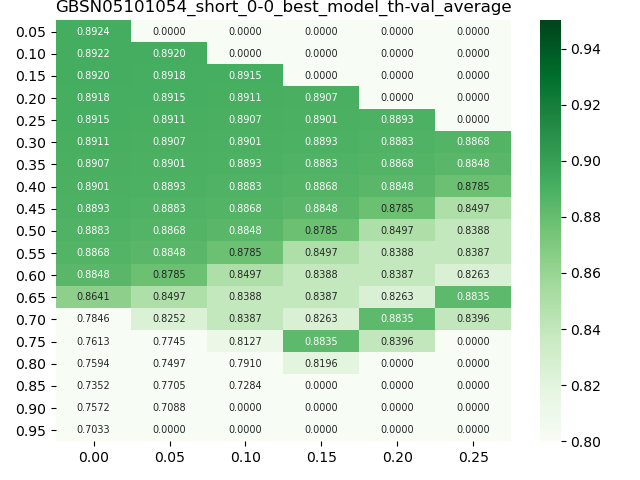 GBSN05101054_short_0-0_best_model_th-val_average
0.05 0.8924 0.0000 0.0000 0.0000 0.0000 0.0000
0.10 0.8922 0.8920 0.0000 0.0000 0.0000 0.0000
0.15 0.8920 0.8918 0.8915 0.0000 0.0000 0.0000
0.20 0.8918 0.8915 0.8911 0.8907 0.0000 0.0000
0.25 0.8915 0.8911 0.8907 0.8901 0.8893 0.0000
0.30 0.8911 0.8907 0.8901 0.8893 0.8883 0.8868
0.35 0.8907 0.8901 0.8893 0.8883 0.8868 0.8848
0.40 0.8901 0.8893 0.8883 0.8868 0.8848 0.8785
0.45 0.8893 0.8883 0.8868 0.8848 0.8785 0.8497
0.50 0.8883 0.8868 0.8848 0.8785 0.8497 0.8388
0.55 0.8868 0.8848 0.8785 0.8497 0.8388 0.8387
0.60 0.8848 0.8785 0.8497 0.8388 0.8387 0.8263
0.65 0.8641 0.8497 0.8388 0.8387 0.8263 0.8835
0.70 0.7846 0.8252 0.8387 0.8263 0.8835 0.8396
0.75 0.7613 0.7745 0.8127 0.8835 0.8396 0.0000
0.80 0.7594 0.7497 0.7910 0.8196 0.0000 0.0000
0.85 0.7352 0.7705 0.7284 0.0000 0.0000 0.0000
0.90 0.7572 0.7088 0.0000 0.0000 0.0000 0.0000
0.95 0.7033 0.0000 0.0000 0.0000 0.0000 0.0000
0.00 0.05 0.10 0.15 0.20 0.25
0.94
0.92
0.90
0.88
0.86
0.84
0.82
0.80